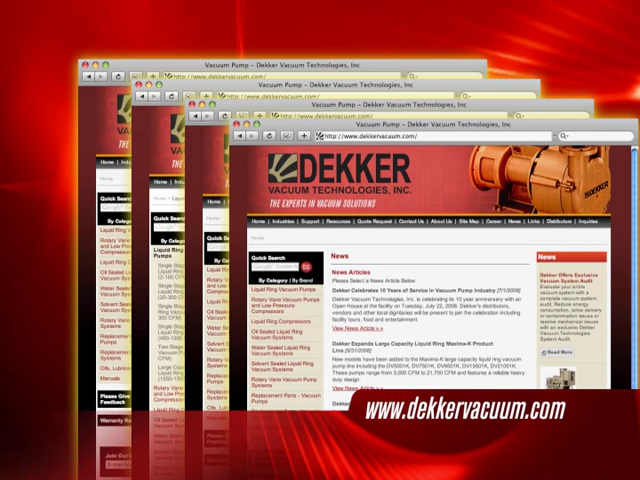 Vacuum Pump – Dekker Vacuum Technologies, Inc
http://www.dekkervacuum.com/
Vacuum Pump – Dekker Vacuum Technologies, Inc
Vacuum Pump – Dekker Vacuum Technologies, Inc
Vacuum Pump – Dekker Vacuum Technologies, Inc
http://www.dekkervacuum.com/
DEKKER
VACUUM TECHNOLOGIES, INC.
THE EXPERTS IN VACUUM SOLUTIONS
DEKKER
Home | Industries | Support | Resources | Quote Request | Contact Us | About Us | Site Map | Career | News | Links | Distributors | Inquiries
Home
Quick Search
By Category | By Brand
Liquid Ring Vacuum Pumps
Rotary Vane Vacuum Pumps and Low Pressure Compressors
Liquid Ring Compressors
Oil Sealed Liquid Ring Vacuum Systems
Water Sealed Liquid Ring Vacuum Systems
Solvent Sealed Liquid Ring Vacuum Systems
Rotary Vane Vacuum Pump Systems
Replacement Parts - Vacuum Pumps
News
News Articles
Please Select a News Article Below
Dekker Celebrates 10 Years of Service in Vacuum Pump Industry [7/1/2008]
Dekker Vacuum Technologies, Inc. is celebrating its 10 year anniversary with an
Open House at the facility on Tuesday, July 22, 2008. Dekker's distributors,
vendors and other local dignitaries will be present to join the celebration including
facility tours, food and entertainment.
View News Article » »
Dekker Expands Large Capacity Liquid Ring Maxima-K Product
Line
New models have been added to the Maxima-K large capacity liquid ring vacuum
These pumps range from 5,000 CFM to 21,700 CFM and features a reliable heavy
duty design.
View News Article » »
News
Dekker Offers Exclusive
Vacuum System Audit
Evaluate your entire
vacuum system with a
complete vacuum system
audit. Reduce energy
consumption, solve delivery
or contamination issues or
resolve mechanical issues
with an exclusive Dekker
Vacuum Technologies
System Audit.
Read More
www.dekkervacuum.com